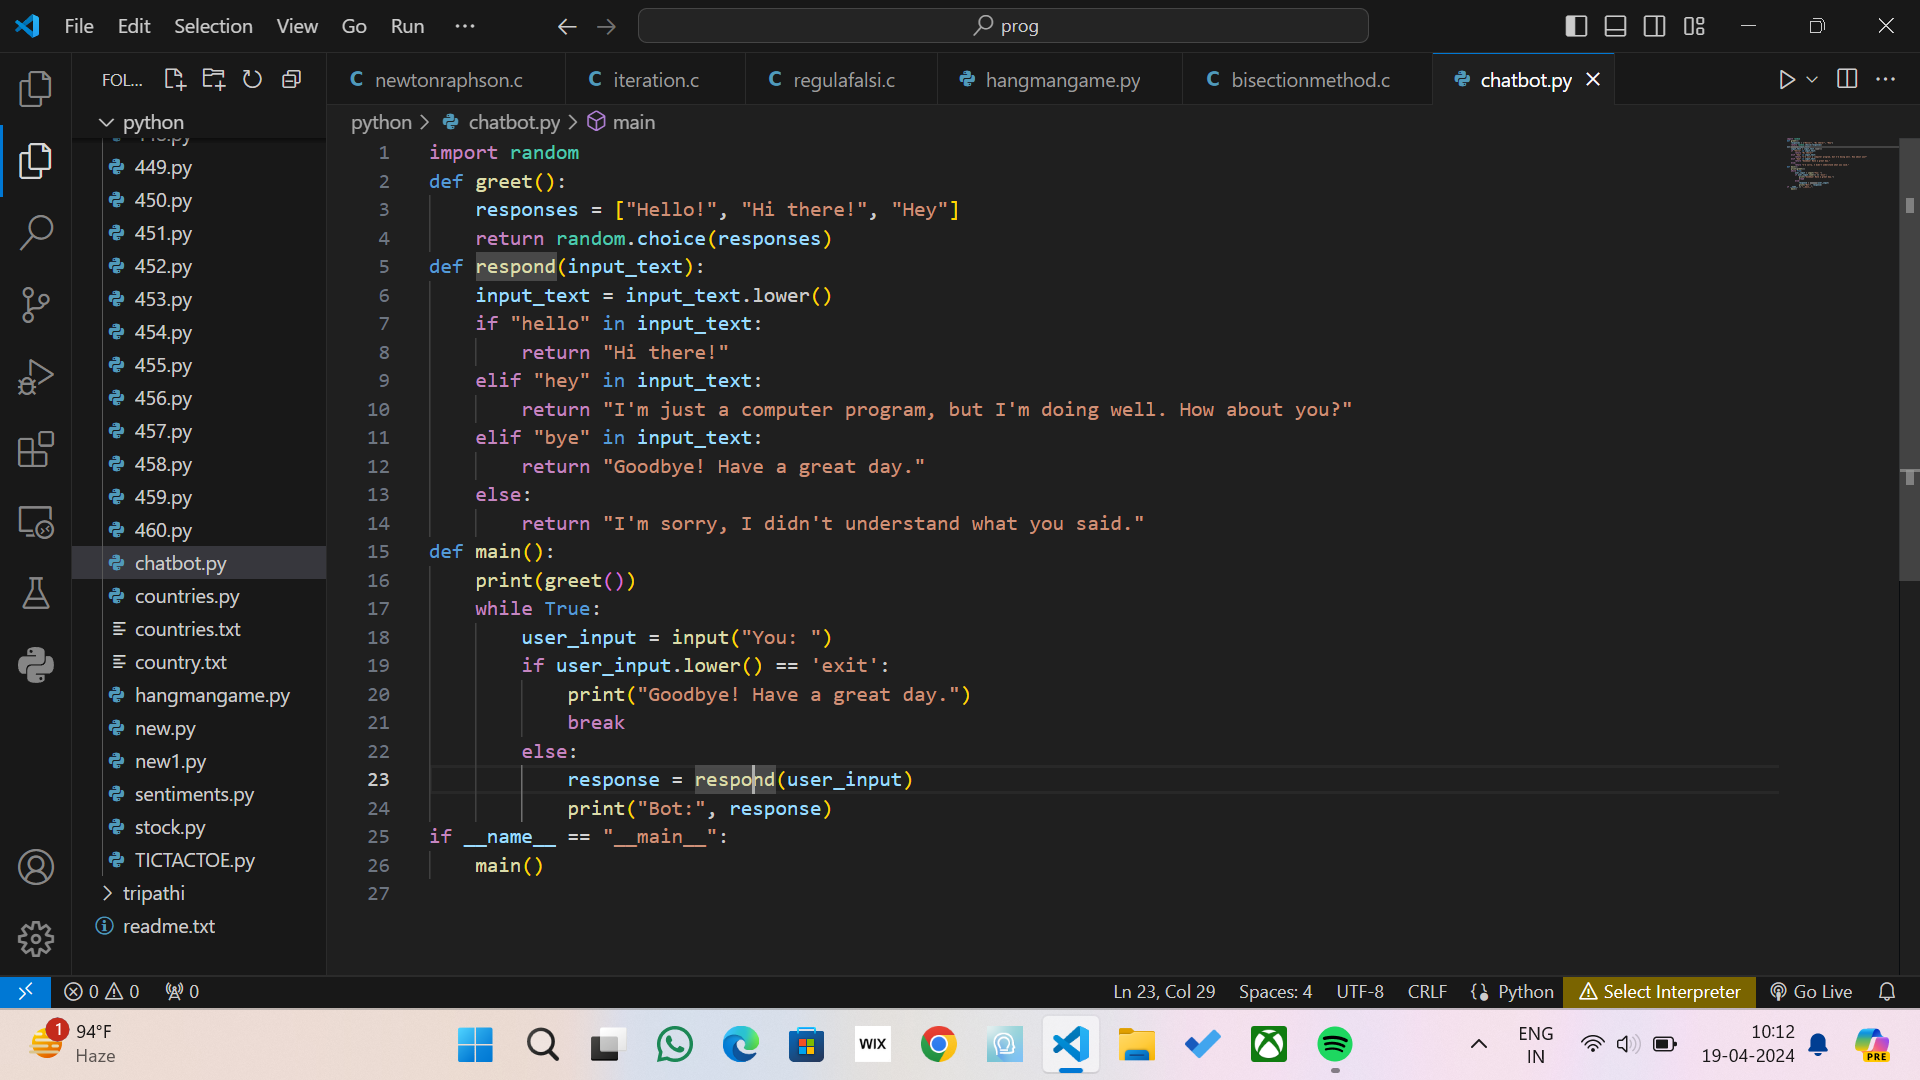 File Edit Selection View Go Run ···
prog
FOL...
newtonraphson.c iteration.c regulafalsi.c hangmangame.py bisectionmethod.c chatbot.py
python
python > chatbot.py > main
449.py
450.py
451.py
452.py
453.py
454.py
455.py
456.py
457.py
458.py
459.py
460.py
chatbot.py
countries.py
countries.txt
country.txt
hangmangame.py
new.py
new1.py
sentiments.py
stock.py
TICTACTOE.py
tripathi
readme.txt
1 import random
2 def greet():
3     responses = ["Hello!", "Hi there!", "Hey"]
4     return random.choice(responses)
5 def respond(input_text):
6     input_text = input_text.lower()
7     if "hello" in input_text:
8         return "Hi there!"
9     elif "hey" in input_text:
10         return "I'm just a computer program, but I'm doing well. How about you?"
11     elif "bye" in input_text:
12         return "Goodbye! Have a great day."
13     else:
14         return "I'm sorry, I didn't understand what you said."
15 def main():
16     print(greet())
17     while True:
18         user_input = input("You: ")
19         if user_input.lower() == 'exit':
20             print("Goodbye! Have a great day.")
21             break
22         else:
23             response = respond(user_input)
24             print("Bot:", response)
25 if __name__ == "__main__":
26     main()
27
0 0 0 Ln 23, Col 29 Spaces: 4 UTF-8 CRLF Python Select Interpreter Go Live
1 94°F
Haze
WIX
ENG
IN
10:12
19-04-2024
PRE